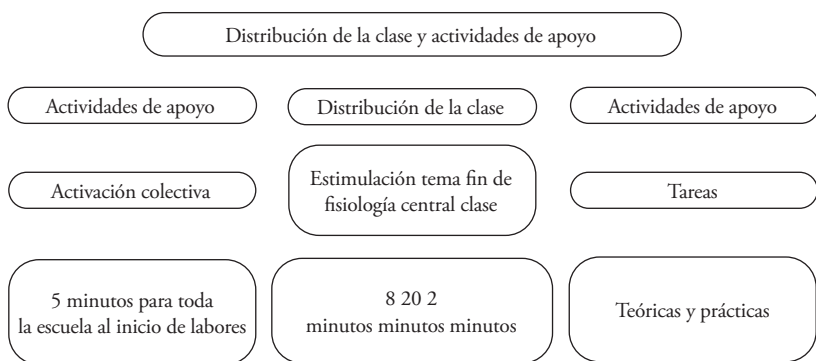 Distribución de la clase y actividades de apoyo
Actividades de apoyo
Distribución de la clase
Actividades de apoyo
Activación colectiva
Estimulación tema fin de
fisiología central clase
Tareas
5 minutos para toda
la escuela al inicio de labores
8 20 2
minutos minutos minutos
Teóricas y prácticas